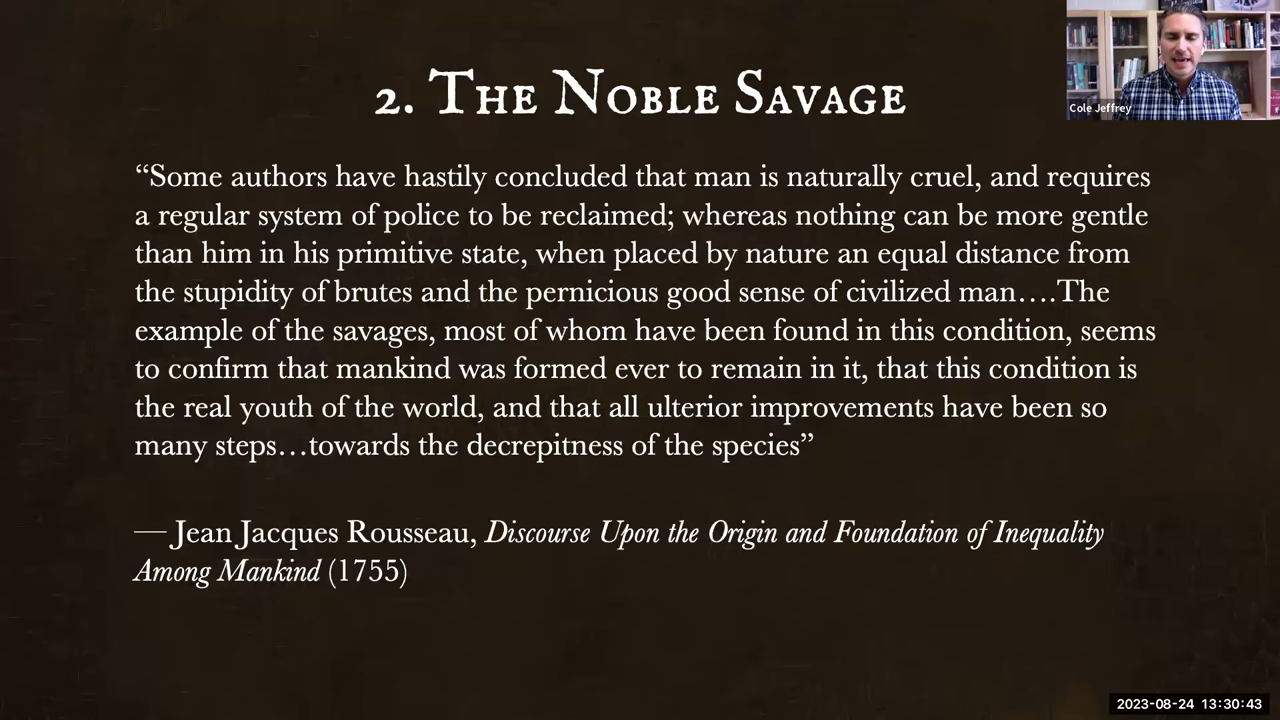 2. The Noble Savage
Cole Jeffrey
“Some authors have hastily concluded that man is naturally cruel, and requires
a regular system of police to be reclaimed; whereas nothing can be more gentle
than him in his primitive state, when placed by nature an equal distance from
the stupidity of brutes and the pernicious good sense of civilized man….The
example of the savages, most of whom have been found in this condition, seems
to confirm that mankind was formed ever to remain in it, that this condition is
the real youth of the world, and that all ulterior improvements have been so
many steps…towards the decrepitness of the species”
— Jean Jacques Rousseau, Discourse Upon the Origin and Foundation of Inequality
Among Mankind (1755)
2023-08-24 13:30:43